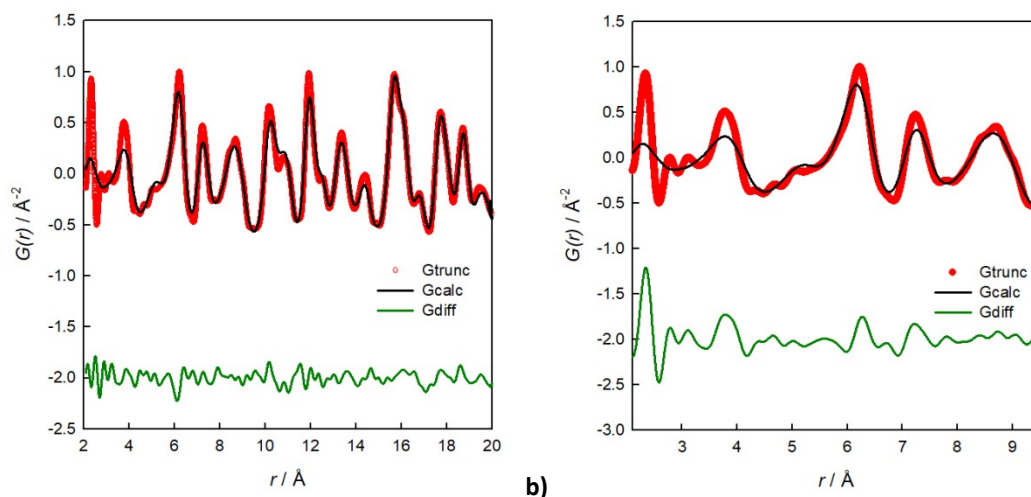 1.5
1.0
0.5
0.0
-0.5
-1.0
-1.5
-2.0
-2.5
G(r) / Å⁻²
Gtrunc
Gcalc
Gdiff
2 4 6 8 10 12 14 16 18 20
r / Å
b)
1.5
1.0
0.5
0.0
-0.5
-1.0
-1.5
-2.0
-2.5
-3.0
G(r) / Å⁻²
Gtrunc
Gcalc
Gdiff
3 4 5 6 7 8 9
r / Å